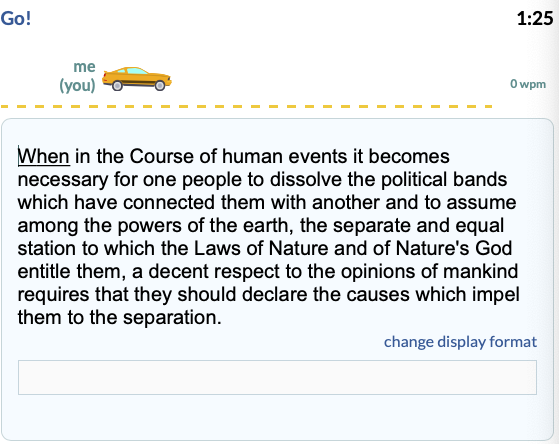 Go!
1:25
me
(you)
0 wpm
When in the Course of human events it becomes
necessary for one people to dissolve the political bands
which have connected them with another and to assume
among the powers of the earth, the separate and equal
station to which the Laws of Nature and of Nature's God
entitle them, a decent respect to the opinions of mankind
requires that they should declare the causes which impel
them to the separation.
change display format